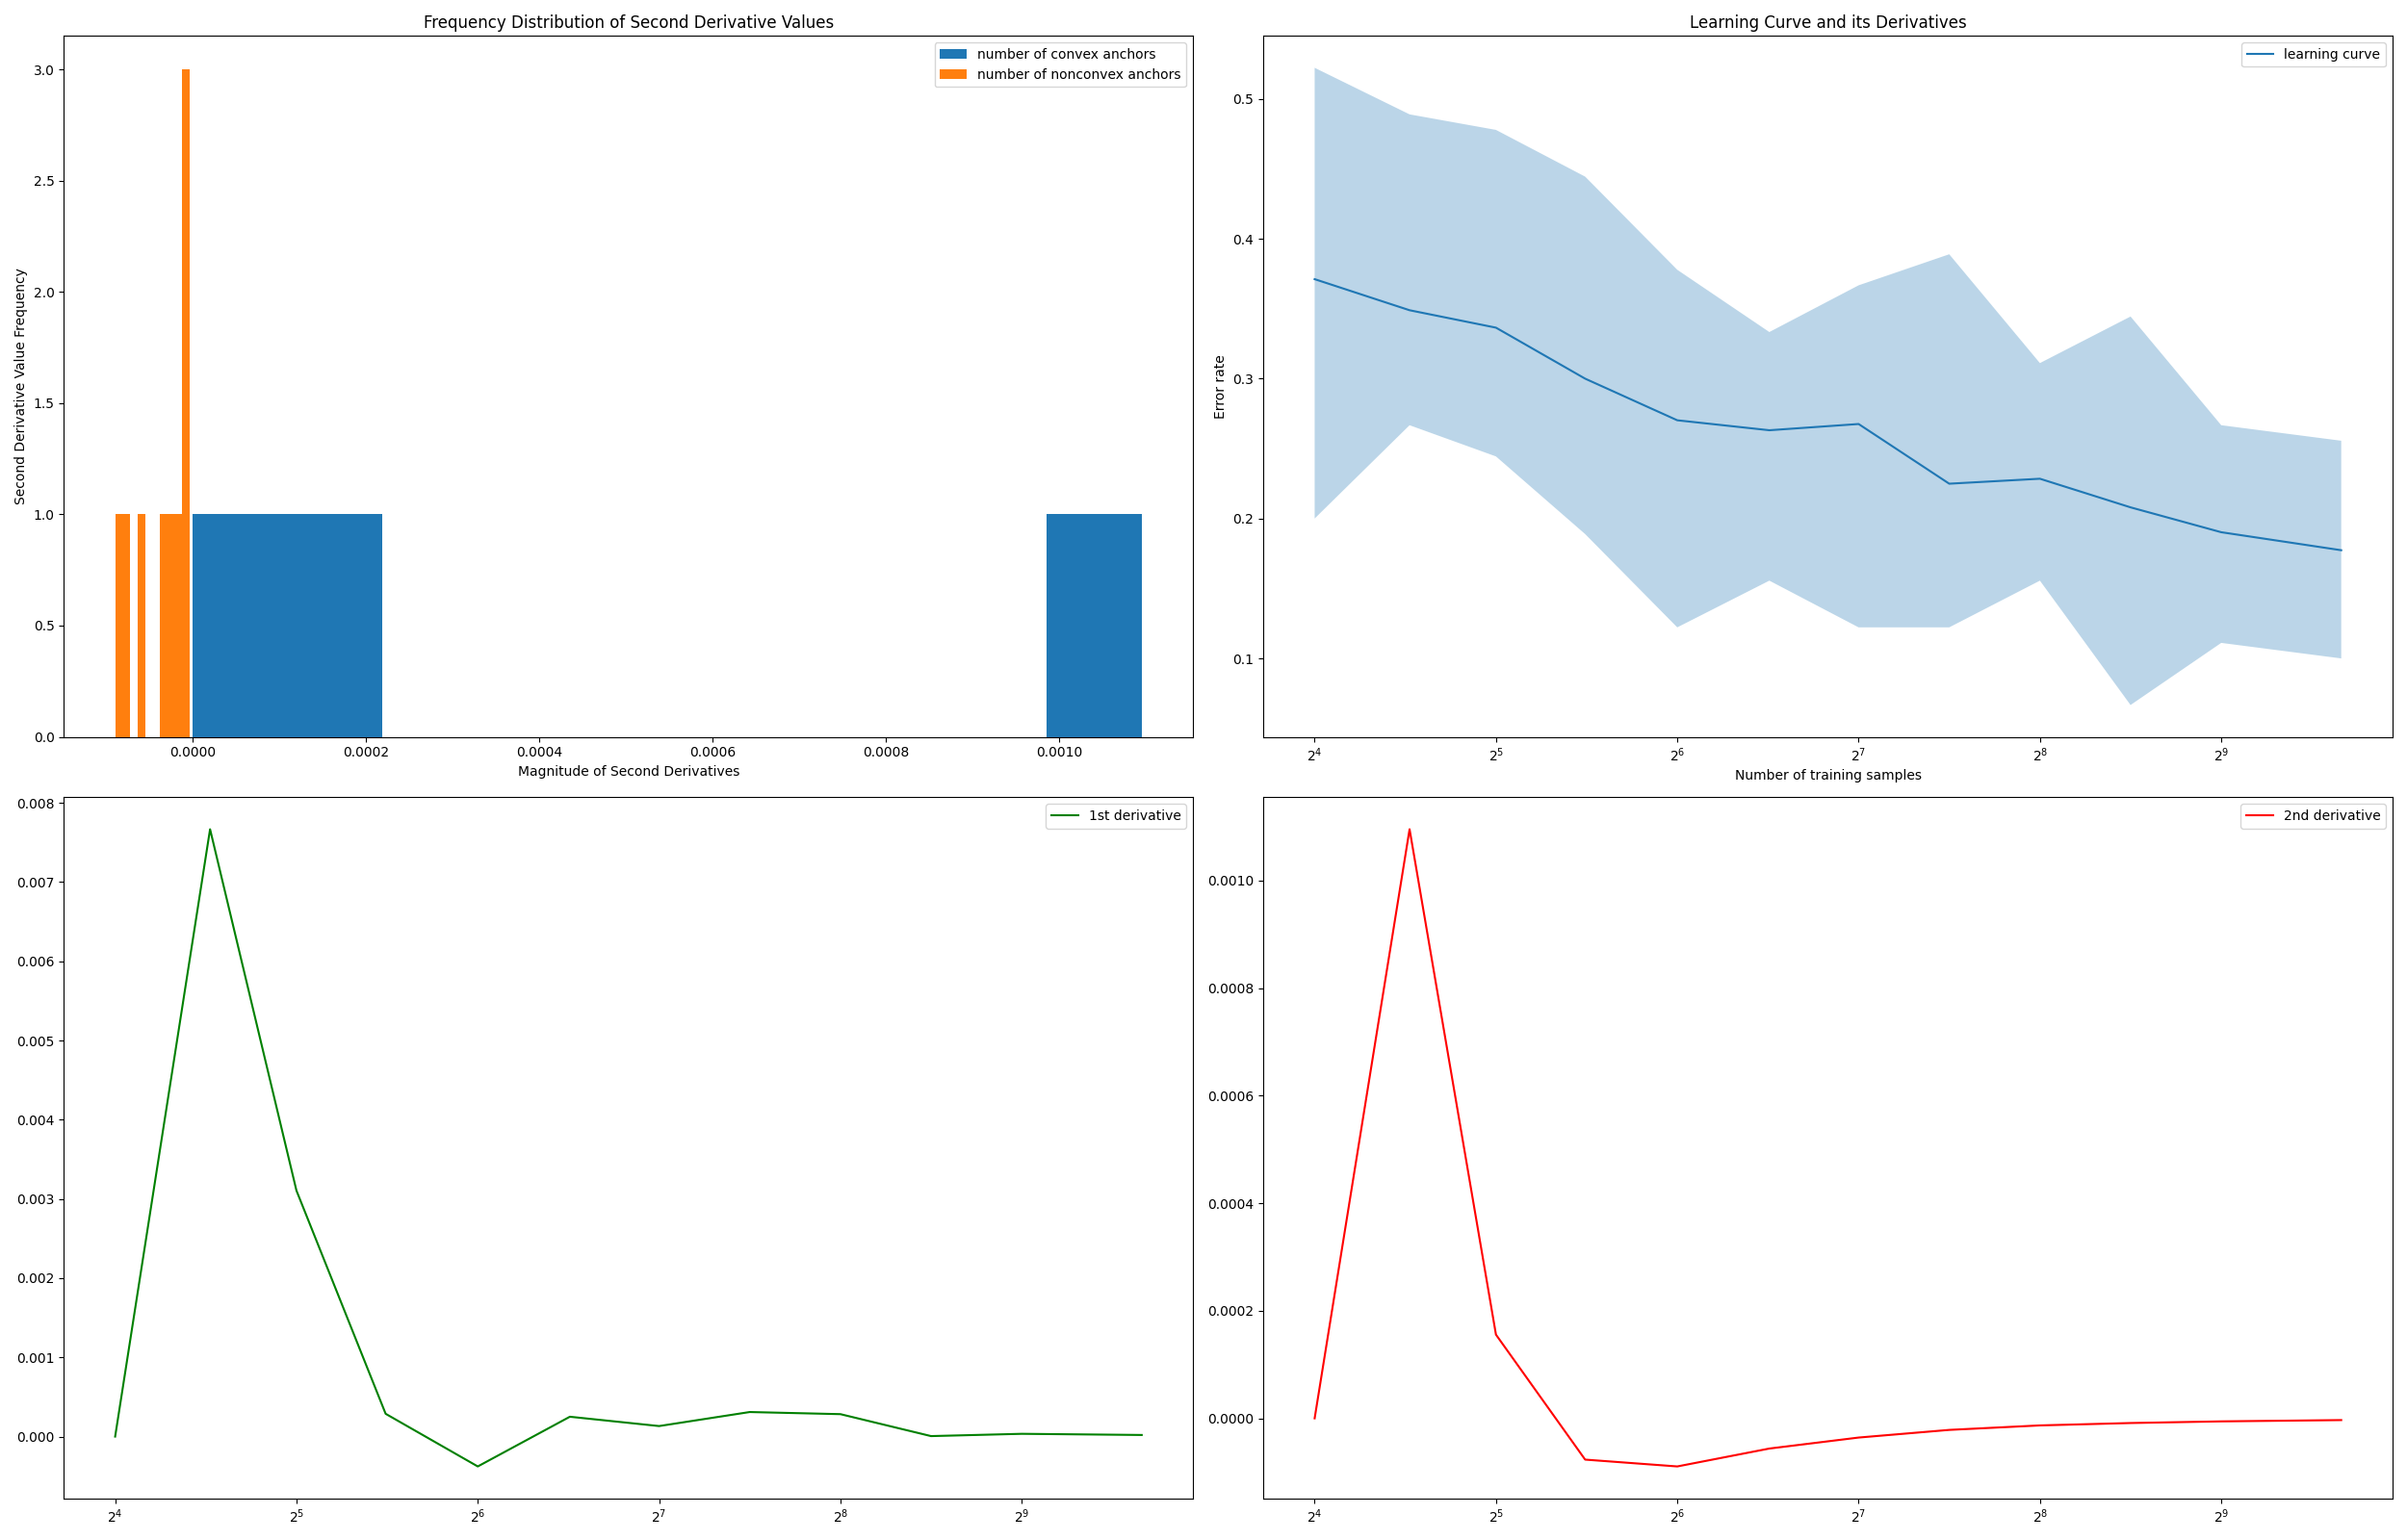 Frequency Distribution of Second Derivative Values
number of convex anchors
number of nonconvex anchors
Second Derivative Value Frequency
3.0
2.5
2.0
1.5
1.0
0.5
0.0
0.0000 0.0002 0.0004 0.0006 0.0008 0.0010
Magnitude of Second Derivatives
Learning Curve and its Derivatives
learning curve
Error rate
0.5
0.4
0.3
0.2
0.1
2⁴ 2⁵ 2⁶ 2⁷ 2⁸ 2⁹
Number of training samples
1st derivative
0.008
0.007
0.006
0.005
0.004
0.003
0.002
0.001
0.000
2⁴ 2⁵ 2⁶ 2⁷ 2⁸ 2⁹
2nd derivative
0.0010
0.0008
0.0006
0.0004
0.0002
0.0000
2⁴ 2⁵ 2⁶ 2⁷ 2⁸ 2⁹